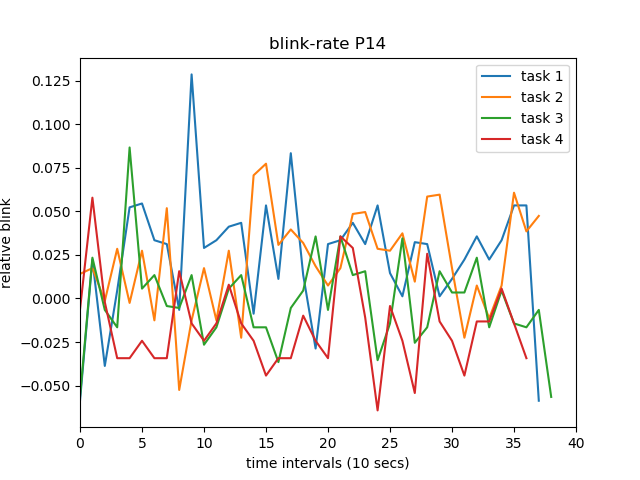 blink-rate P14
task 1
task 2
task 3
task 4
0.125
0.100
0.075
0.050
0.025
0.000
−0.025
−0.050
relative blink
0 5 10 15 20 25 30 35 40
time intervals (10 secs)